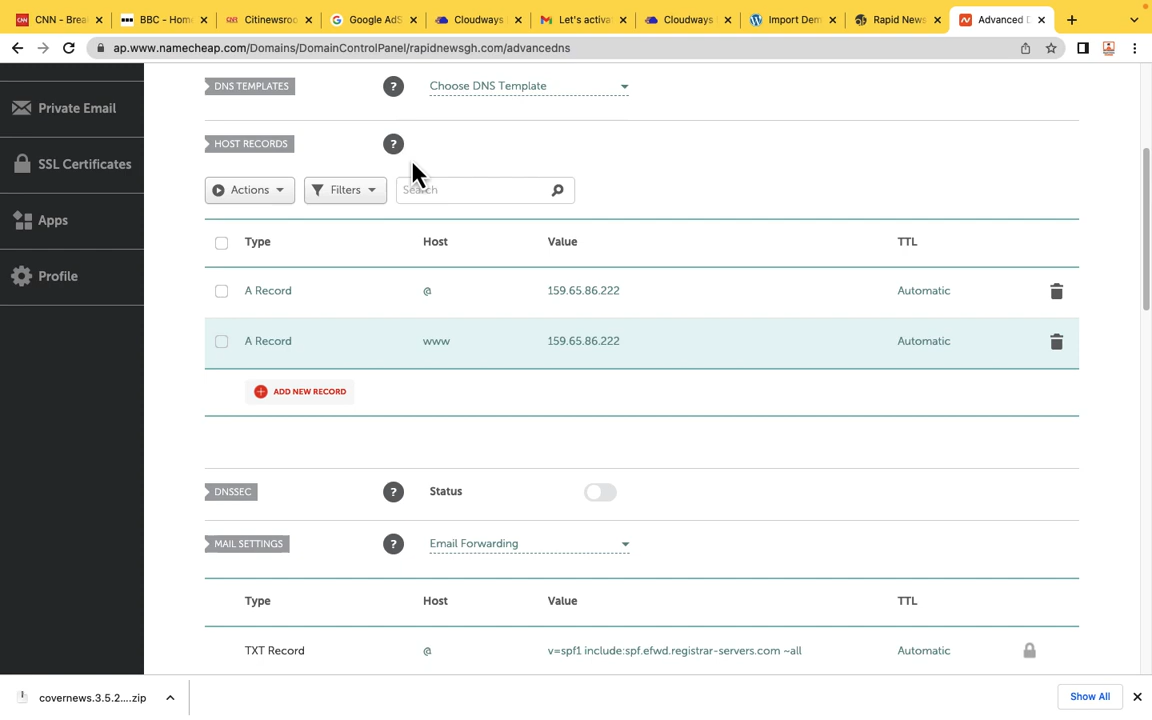 CNN - Brea
BBC - Hom
Citinewsroo
Google AdS
Cloudways
Let's activa
Cloudways
Import Dem
Rapid News
Advanced D
ap.www.namecheap.com/Domains/DomainControlPanel/rapidnewsgh.com/advancedns
Private Email
SSL Certificates
Apps
Profile
DNS TEMPLATES ? Choose DNS Template
HOST RECORDS ?
Actions Filters Search
Type Host Value TTL
A Record @ 159.65.86.222 Automatic
A Record www 159.65.86.222 Automatic
ADD NEW RECORD
DNSSEC ? Status
MAIL SETTINGS ? Email Forwarding
Type Host Value TTL
TXT Record @ v=spf1 include:spf.efwd.registrar-servers.com ~all Automatic
covernews.3.5.2....zip
Show All